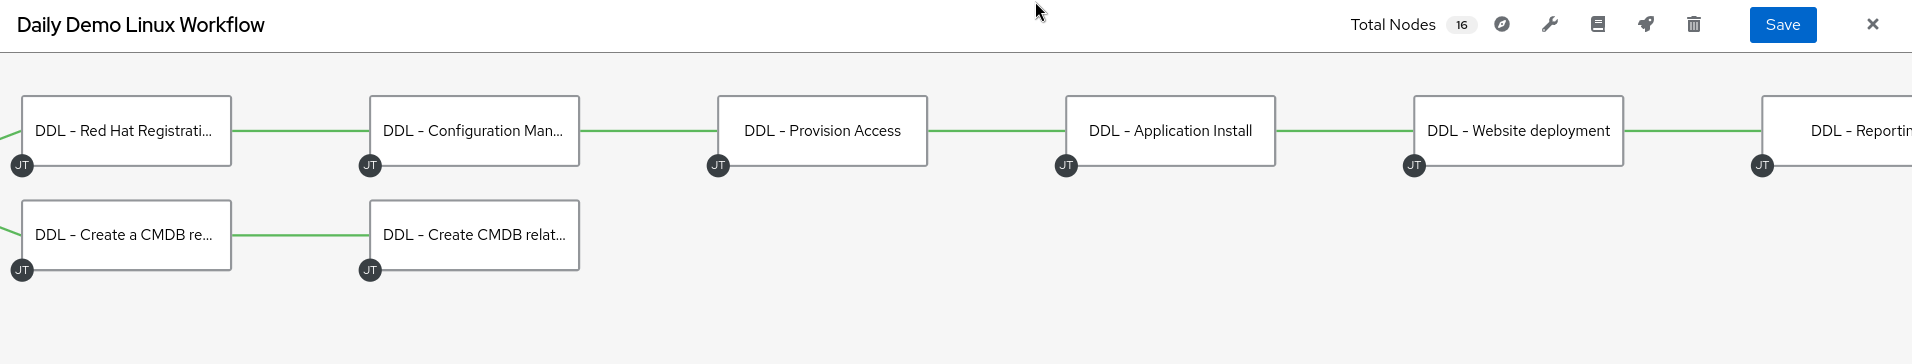 Daily Demo Linux Workflow
Total Nodes 16
Save
DDL - Red Hat Registrati...
DDL - Configuration Man...
DDL - Provision Access
DDL - Application Install
DDL - Website deployment
DDL - Reportin
JT
JT
JT
JT
JT
JT
DDL - Create a CMDB re...
DDL - Create CMDB relat...
JT
JT